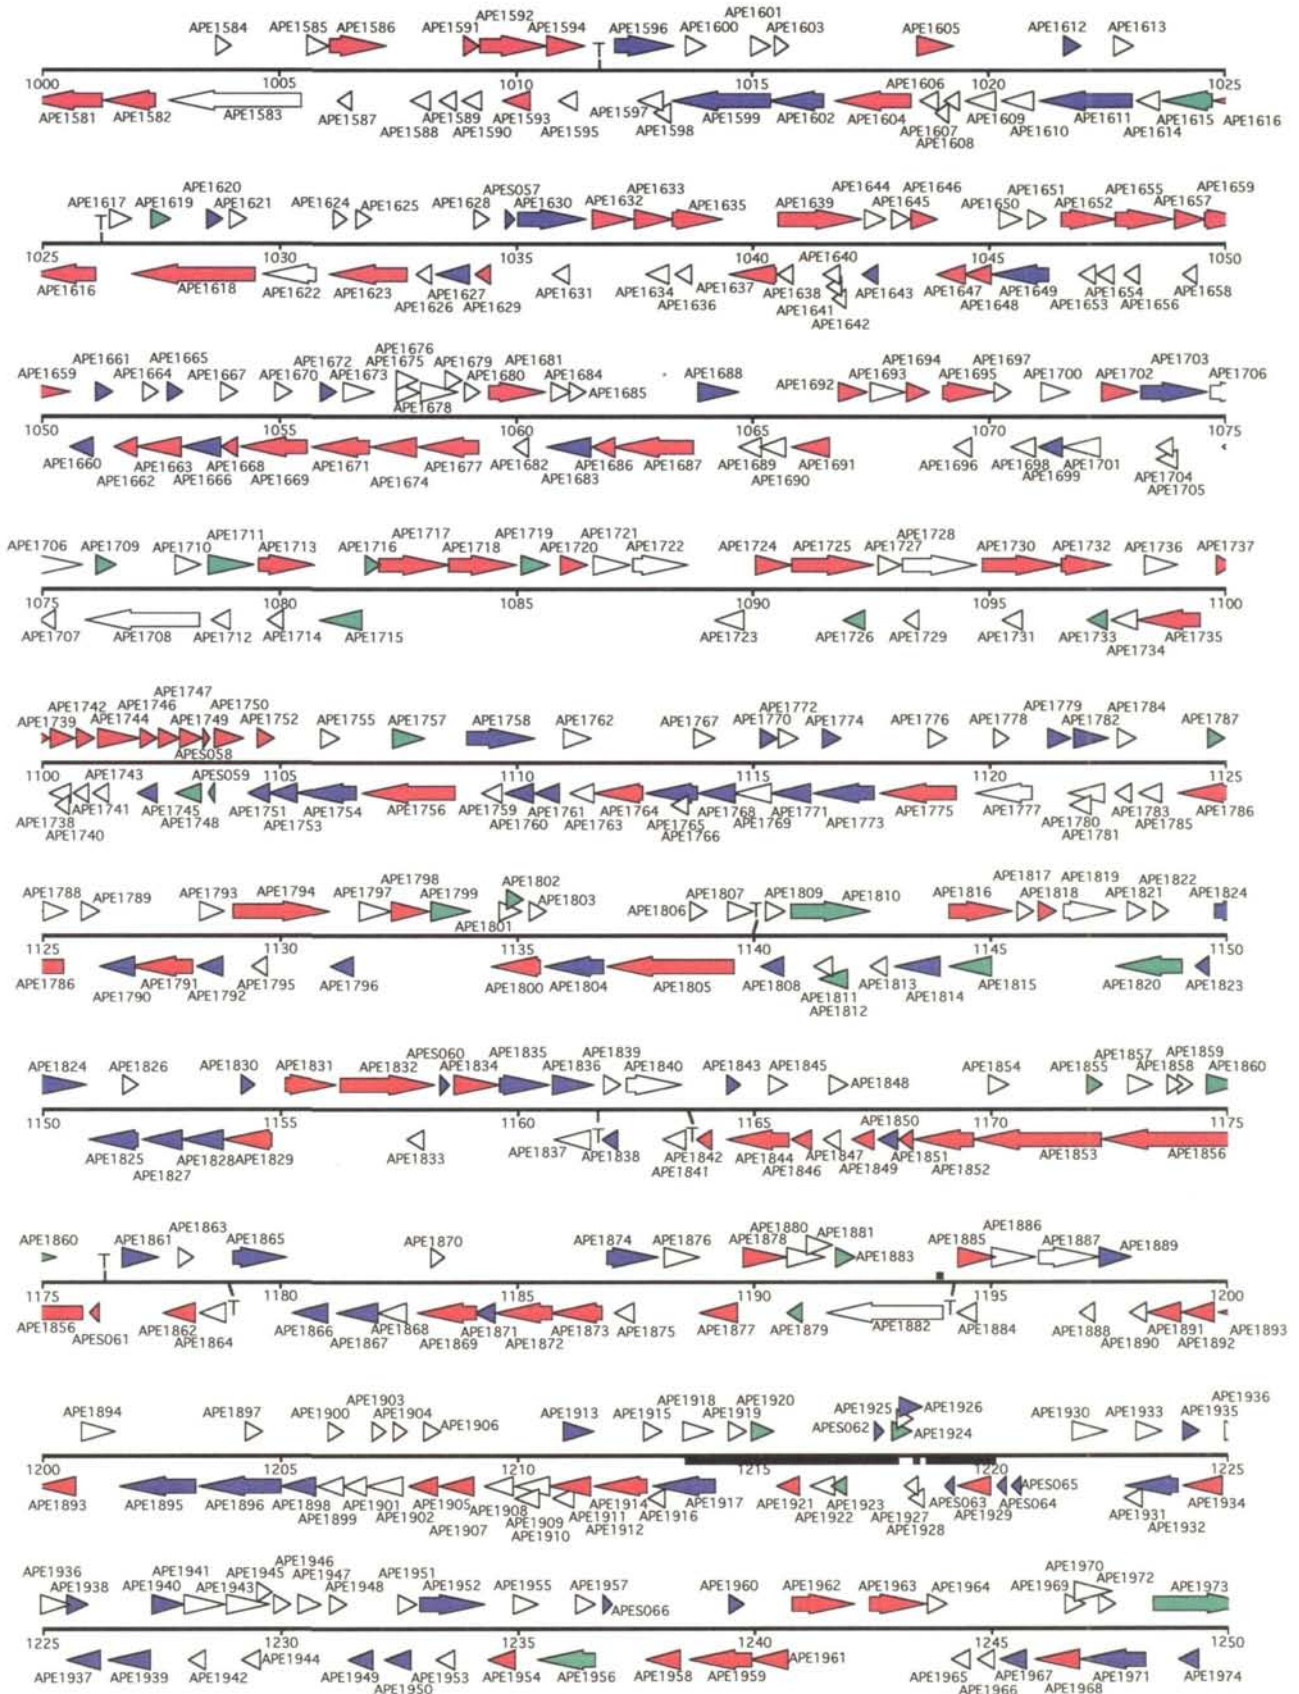 APE1592 APE1601
APE1584 APE1585 APE1586 APE1591 APE1594 APE1596 APE1600 APE1603 APE1605 APE1612 APE1613
T
1000 1005 1010 1015 1020 1025
APE1581 APE1582 APE1583 APE1587 APE1588 APE1589 APE1590 APE1593 APE1595 APE1597 APE1598 APE1599 APE1602 APE1604 APE1606 APE1607 APE1608 APE1609 APE1610 APE1611 APE1614 APE1615 APE1616
APE1620 APES057 APE1633 APE1644 APE1646 APE1651 APE1655 APE1659
APE1617 APE1619 APE1621 APE1624 APE1625 APE1628 APE1630 APE1632 APE1635 APE1639 APE1645 APE1650 APE1652 APE1657
T
1025 1030 1035 1040 1045 1050
APE1616 APE1618 APE1622 APE1623 APE1626 APE1627 APE1629 APE1631 APE1634 APE1636 APE1637 APE1638 APE1640 APE1641 APE1642 APE1643 APE1647 APE1648 APE1649 APE1653 APE1654 APE1656 APE1658
APE1661 APE1665 APE1672 APE1676 APE1675 APE1679 APE1681 APE1694 APE1697 APE1703
APE1659 APE1664 APE1667 APE1670 APE1673 APE1678 APE1680 APE1684 APE1685 APE1688 APE1692 APE1693 APE1695 APE1700 APE1702 APE1706
1050 1055 1060 1065 1070 1075
APE1660 APE1662 APE1663 APE1666 APE1668 APE1669 APE1671 APE1674 APE1677 APE1682 APE1683 APE1686 APE1687 APE1689 APE1690 APE1691 APE1696 APE1698 APE1699 APE1701 APE1704 APE1705
APE1711 APE1717 APE1719 APE1721 APE1728
APE1706 APE1709 APE1710 APE1713 APE1716 APE1718 APE1720 APE1722 APE1724 APE1725 APE1727 APE1730 APE1732 APE1736 APE1737
1075 1080 1085 1090 1095 1100
APE1707 APE1708 APE1712 APE1714 APE1715 APE1723 APE1726 APE1729 APE1731 APE1733 APE1734 APE1735
APE1742 APE1746 APE1747 APE1750 APE1772 APE1779 APE1784
APE1739 APE1744 APE1749 APES058 APE1752 APE1755 APE1757 APE1758 APE1762 APE1767 APE1770 APE1774 APE1776 APE1778 APE1782 APE1787
1100 1105 1110 1115 1120 1125
APE1738 APE1740 APE1741 APE1743 APE1745 APE1748 APES059 APE1751 APE1753 APE1754 APE1756 APE1759 APE1760 APE1761 APE1763 APE1764 APE1765 APE1766 APE1768 APE1769 APE1771 APE1773 APE1775 APE1777 APE1780 APE1781 APE1783 APE1785 APE1786
APE1798 APE1802 APE1817 APE1819 APE1822
APE1788 APE1789 APE1793 APE1794 APE1797 APE1799 APE1801 APE1803 APE1806 APE1807 APE1809 APE1810 APE1816 APE1818 APE1821 APE1824
T
1125 1130 1135 1140 1145 1150
APE1786 APE1790 APE1791 APE1792 APE1795 APE1796 APE1800 APE1804 APE1805 APE1808 APE1811 APE1812 APE1813 APE1814 APE1815 APE1820 APE1823
APES060 APE1835 APE1839 APE1857 APE1859
APE1824 APE1826 APE1830 APE1831 APE1832 APE1834 APE1836 APE1840 APE1843 APE1845 APE1848 APE1854 APE1855 APE1858 APE1860
1150 1155 1160 1165 1170 1175
T T
APE1825 APE1827 APE1828 APE1829 APE1833 APE1837 APE1838 APE1841 APE1842 APE1844 APE1846 APE1847 APE1849 APE1850 APE1851 APE1852 APE1853 APE1856
APE1863 APE1880 APE1881 APE1886
APE1860 APE1861 APE1865 APE1870 APE1874 APE1876 APE1878 APE1883 APE1885 APE1887 APE1889
T
1175 1180 1185 1190 1195 1200
T T
APE1856 APES061 APE1862 APE1864 APE1866 APE1867 APE1868 APE1869 APE1871 APE1872 APE1873 APE1875 APE1877 APE1879 APE1882 APE1884 APE1888 APE1890 APE1891 APE1892 APE1893
APE1903 APE1918 APE1920 APE1925 APE1926 APE1936
APE1894 APE1897 APE1900 APE1904 APE1906 APE1913 APE1915 APE1919 APES062 APE1924 APE1930 APE1933 APE1935
1200 1205 1210 1215 1220 1225
APE1893 APE1895 APE1896 APE1898 APE1899 APE1901 APE1902 APE1905 APE1907 APE1908 APE1909 APE1910 APE1911 APE1912 APE1914 APE1916 APE1917 APE1921 APE1922 APE1923 APE1927 APE1928 APES063 APE1929 APES064 APES065 APE1931 APE1932 APE1934
APE1936 APE1941 APE1945 APE1946 APE1951 APE1970
APE1938 APE1940 APE1943 APE1947 APE1948 APE1952 APE1955 APE1957 APES066 APE1960 APE1962 APE1963 APE1964 APE1969 APE1972 APE1973
1225 1230 1235 1240 1245 1250
APE1937 APE1939 APE1942 APE1944 APE1949 APE1950 APE1953 APE1954 APE1956 APE1958 APE1959 APE1961 APE1965 APE1966 APE1967 APE1968 APE1971 APE1974